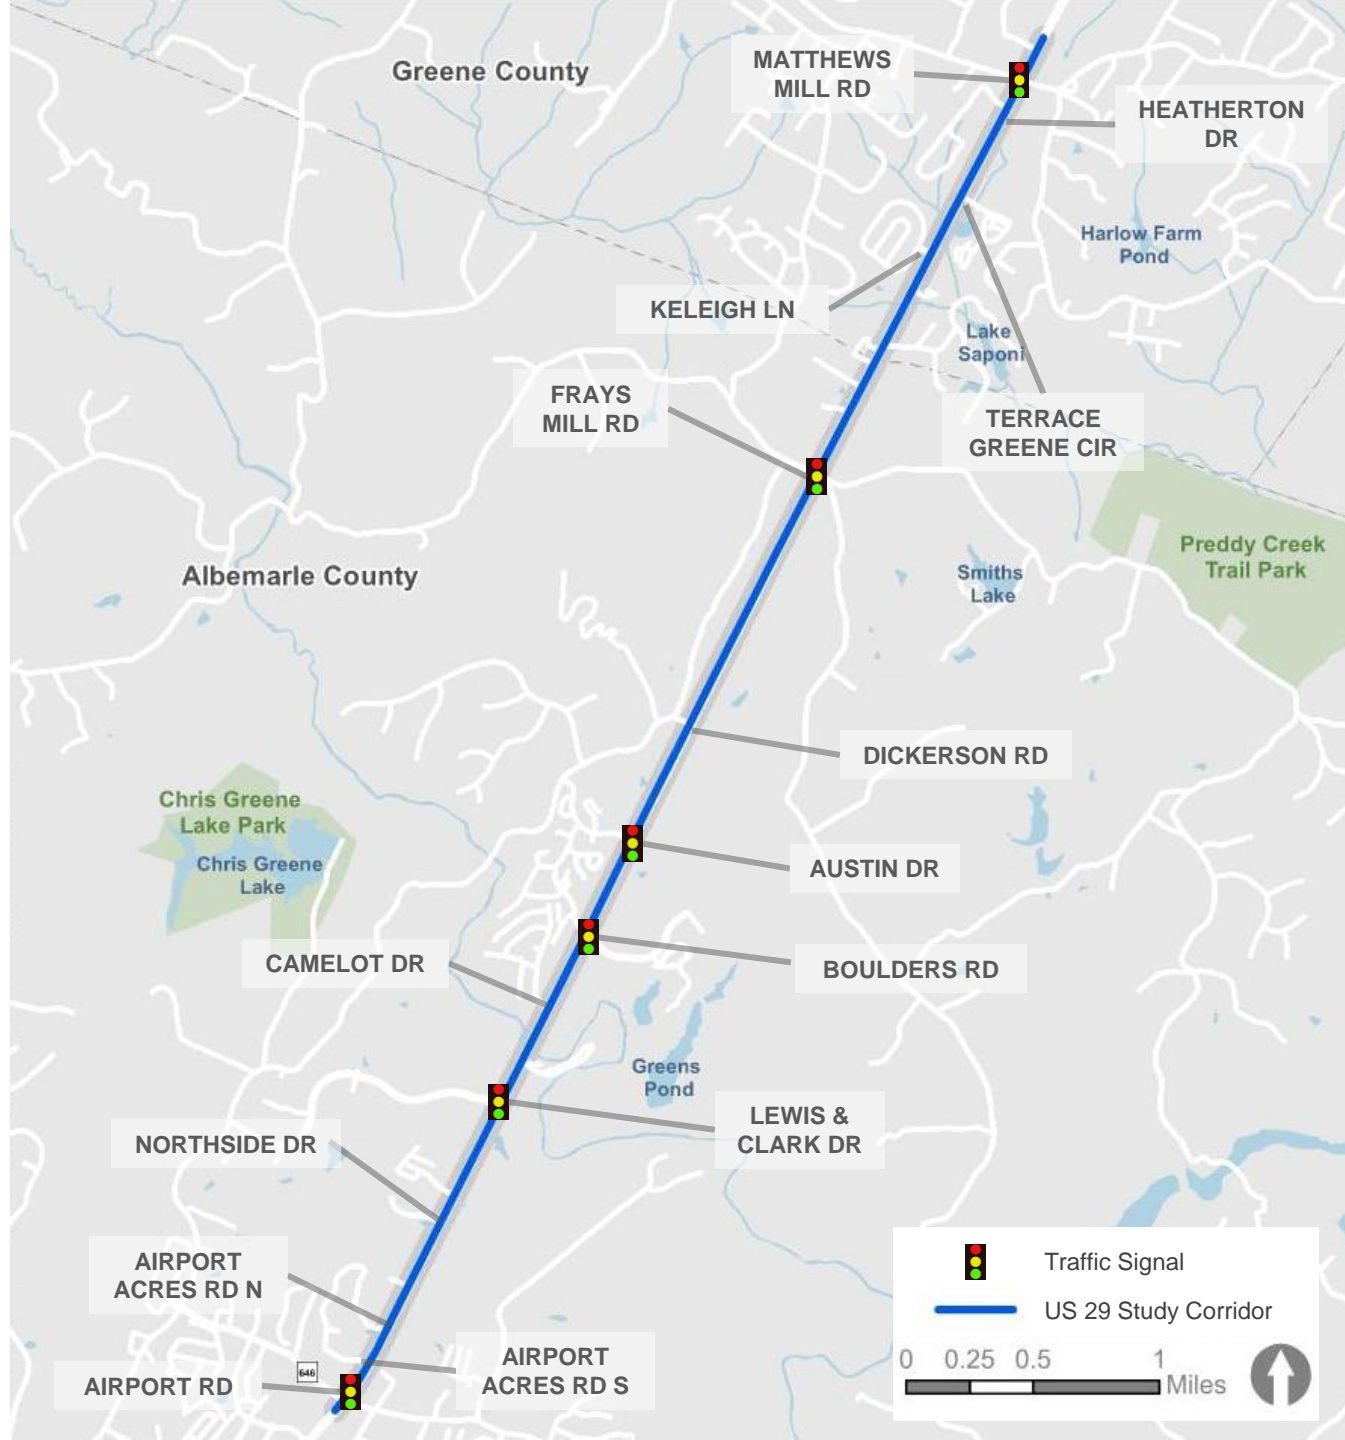 Greene County
MATTHEWS
MILL RD
HEATHERTON
DR
Harlow Farm
Pond
KELEIGH LN
Lake
Saponi
FRAYS
MILL RD
TERRACE
GREENE CIR
Albemarle County
Smiths
Lake
Preddy Creek
Trail Park
DICKERSON RD
Chris Greene
Lake Park
Chris Greene
Lake
AUSTIN DR
CAMELOT DR
BOULDERS RD
Greens
Pond
LEWIS &
CLARK DR
NORTHSIDE DR
AIRPORT
ACRES RD N
646
AIRPORT RD
AIRPORT
ACRES RD S
Traffic Signal
US 29 Study Corridor
0 0.25 0.5 1
Miles